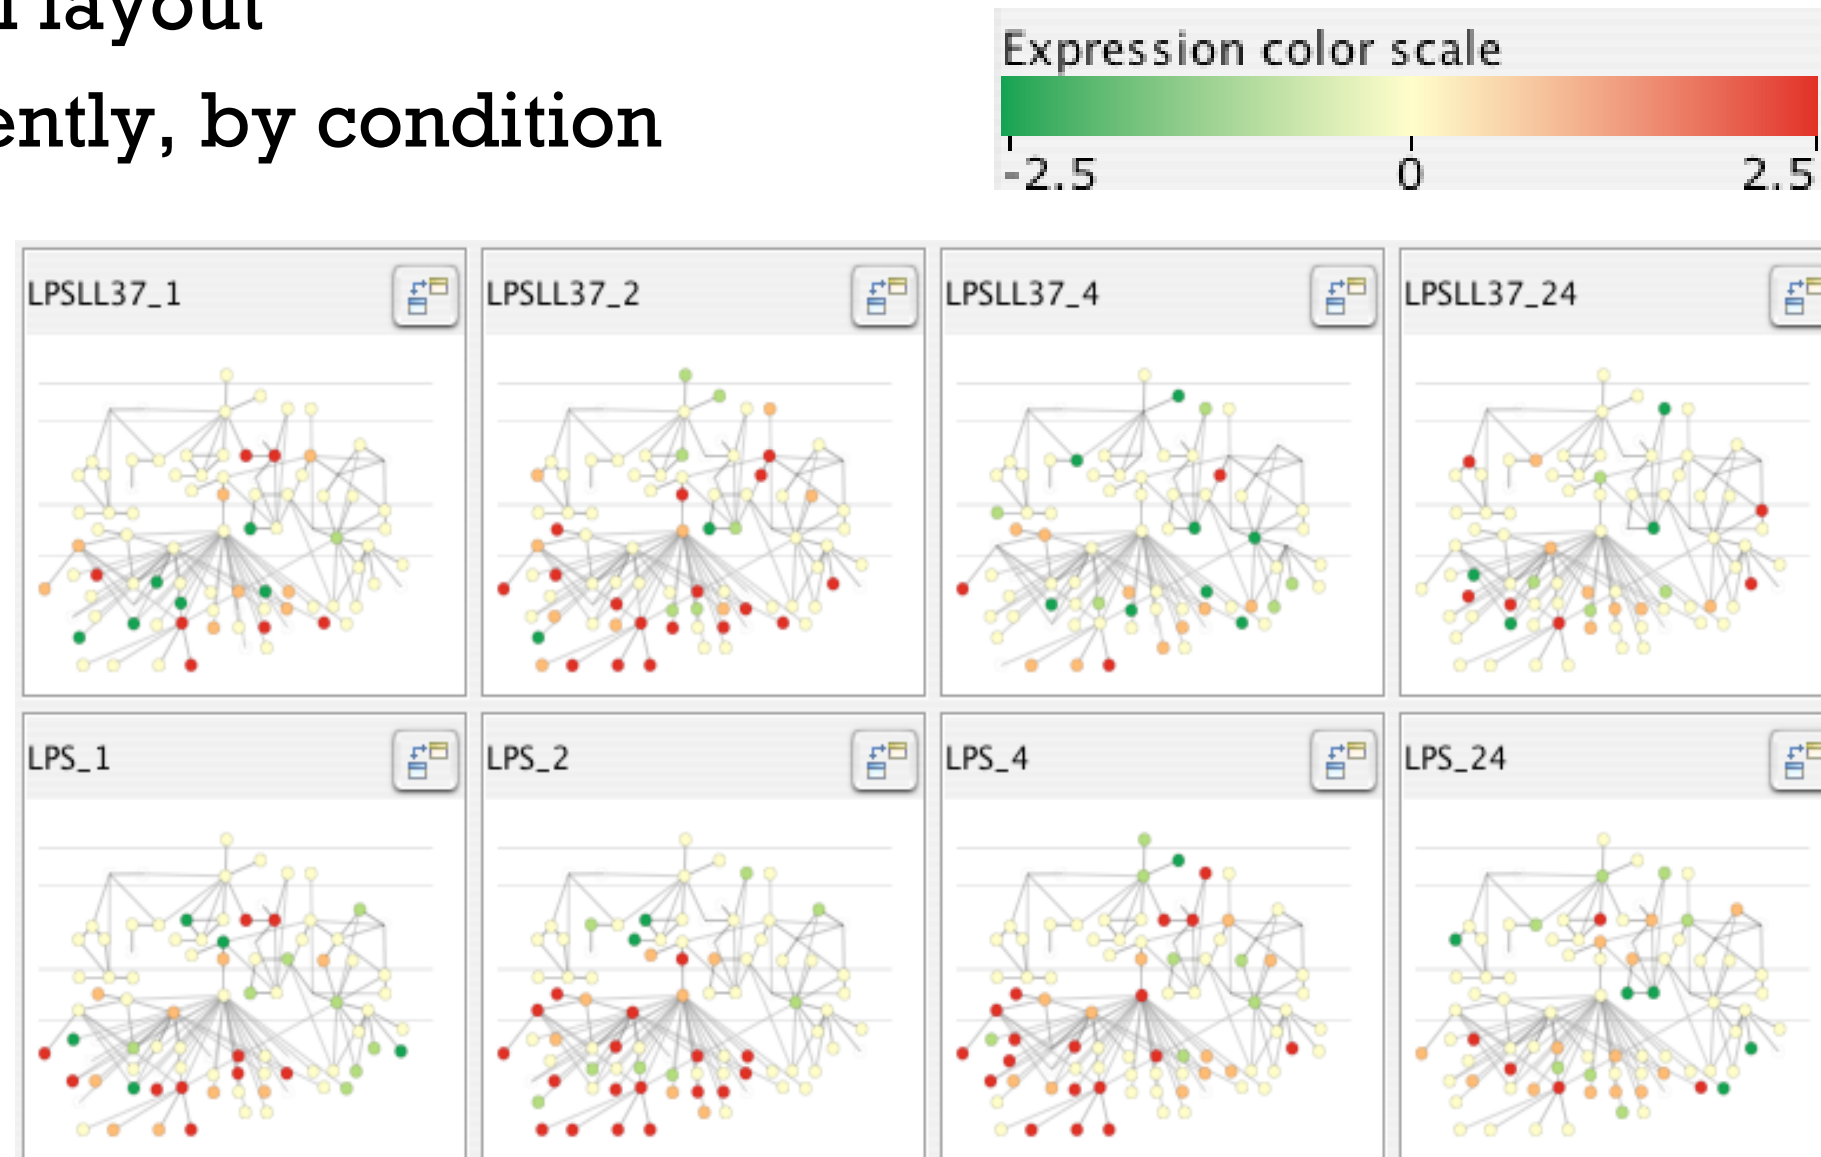 layout
ently, by condition
Expression color scale
-2.5 0 2.5
LPSLL37_1 LPSLL37_2 LPSLL37_4 LPSLL37_24
LPS_1 LPS_2 LPS_4 LPS_24